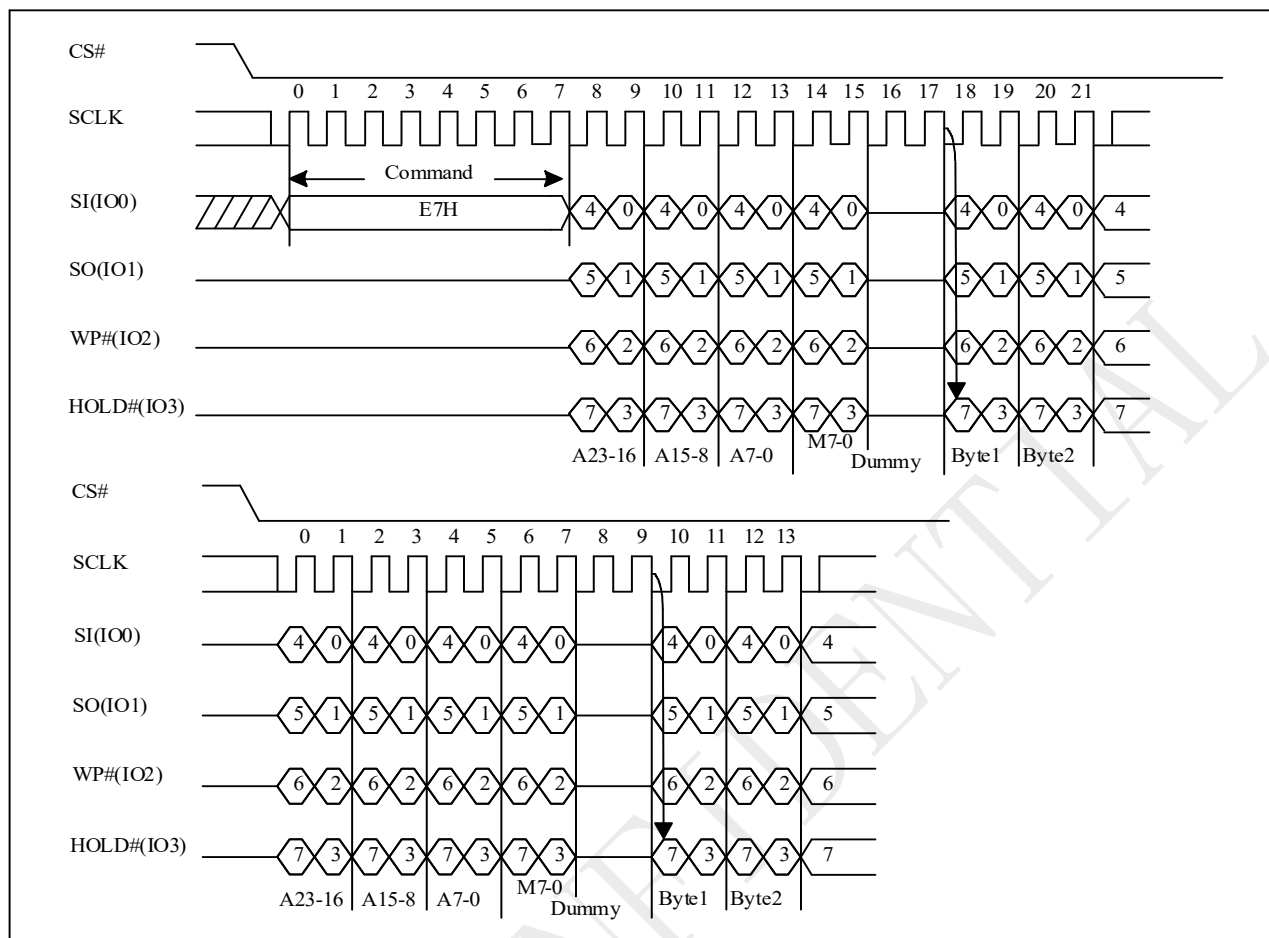 CS#
0 1 2 3 4 5 6 7 8 9 10 11 12 13 14 15 16 17 18 19 20 21
SCLK
Command
SI(IO0) E7H 4 0 4 0 4 0 4 0 4 0 4 0 4
SO(IO1) 5 1 5 1 5 1 5 1 5 1 5 1 5
WP#(IO2) 6 2 6 2 6 2 6 2 6 2 6 2 6
HOLD#(IO3) 7 3 7 3 7 3 7 3 7 3 7 3 7
A23-16 A15-8 A7-0 M7-0 Dummy Byte1 Byte2
CS#
0 1 2 3 4 5 6 7 8 9 10 11 12 13
SCLK
SI(IO0) 4 0 4 0 4 0 4 0 4 0 4 0 4
SO(IO1) 5 1 5 1 5 1 5 1 5 1 5 1 5
WP#(IO2) 6 2 6 2 6 2 6 2 6 2 6 2 6
HOLD#(IO3) 7 3 7 3 7 3 7 3 7 3 7 3 7
A23-16 A15-8 A7-0 M7-0 Dummy Byte1 Byte2
NFIDENTIAL